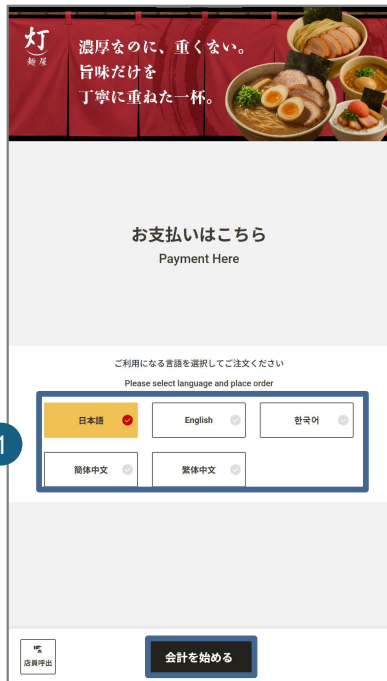 灯
麺屋
濃厚なのに、重くない。
旨味だけを
丁寧に重ねた一杯。
お支払いはこちら
Payment Here
ご利用になる言語を選択してご注文ください
Please select language and place order
日本語
English
한국어
1
簡体中文
繁体中文
店員呼出
会計を始める